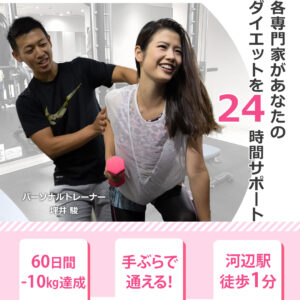 各専門家があなたの
ダイエットを24時間サポート
パーソナルトレーナー
坪井 駿
60日間
-10kg達成
手ぶらで
通える!
河辺駅
徒歩1分